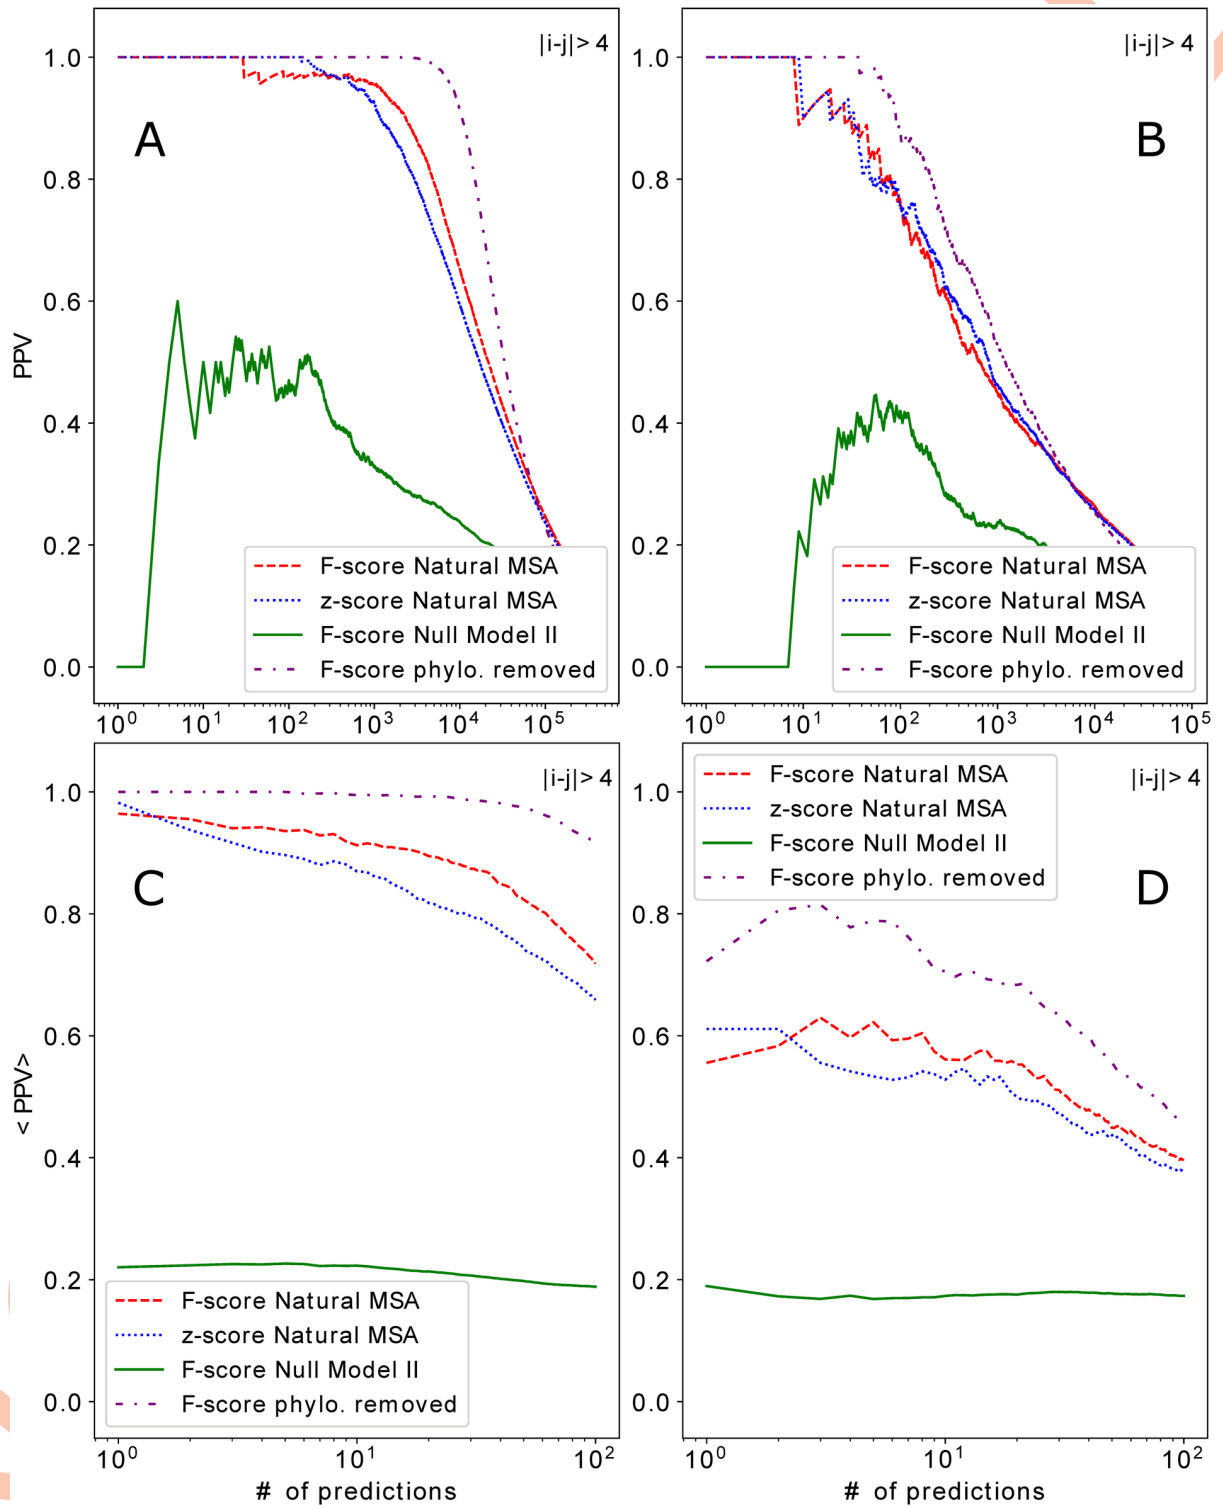 |i-j|> 4
1.0
A
0.8
0.6
PPV
0.4
0.2
F-score Natural MSA
z-score Natural MSA
F-score Null Model II
F-score phylo. removed
0.0
10^0 10^1 10^2 10^3 10^4 10^5
|i-j|> 4
1.0
B
0.8
0.6
0.4
0.2
F-score Natural MSA
z-score Natural MSA
F-score Null Model II
F-score phylo. removed
0.0
10^0 10^1 10^2 10^3 10^4 10^5
|i-j|> 4
1.0
C
0.8
0.6
< PPV>
0.4
0.2
F-score Natural MSA
z-score Natural MSA
F-score Null Model II
F-score phylo. removed
0.0
10^0 10^1 10^2
# of predictions
F-score Natural MSA
z-score Natural MSA
F-score Null Model II
F-score phylo. removed
|i-j|> 4
1.0
D
0.8
0.6
0.4
0.2
0.0
10^0 10^1 10^2
# of predictions